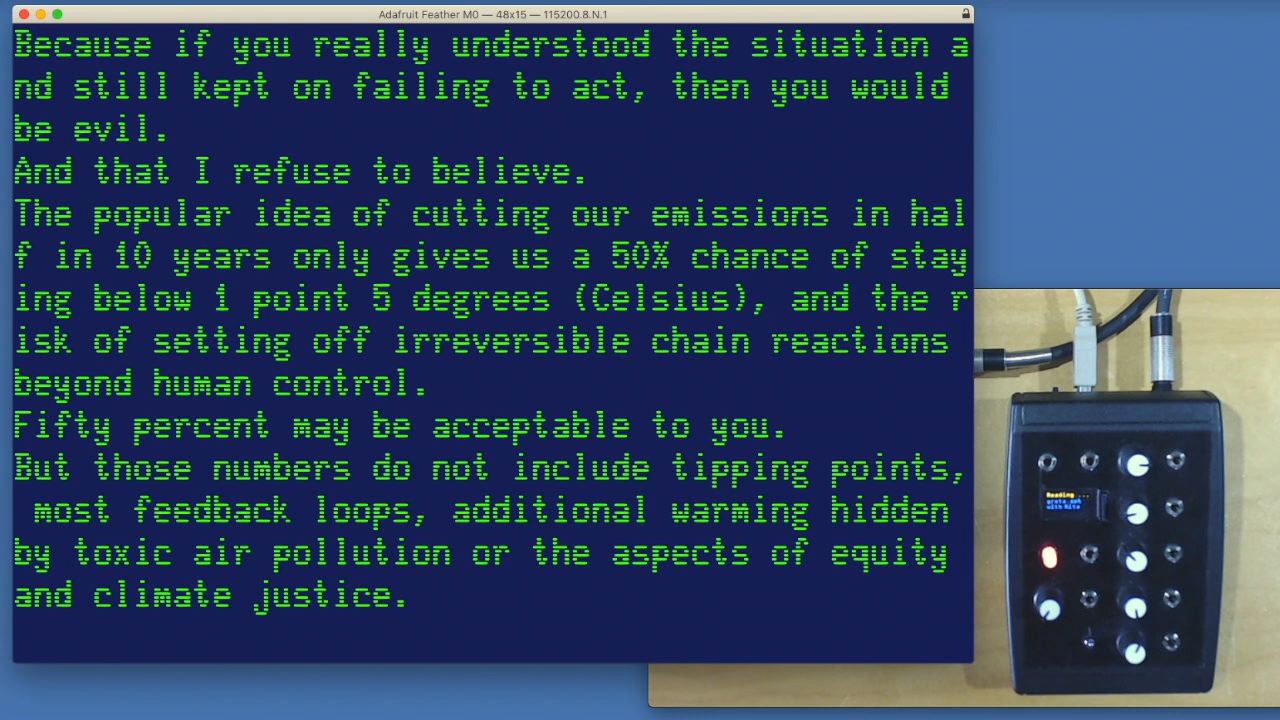 Adafruit Feather M0 — 48x15 — 115200.8.N.1
Because if you really understood the situation a
nd still kept on failing to act, then you would
be evil.
And that I refuse to believe.
The popular idea of cutting our emissions in hal
f in 10 years only gives us a 50% chance of stay
ing below 1 point 5 degrees (Celsius), and the r
isk of setting off irreversible chain reactions
beyond human control.
Fifty percent may be acceptable to you.
But those numbers do not include tipping points,
most feedback loops, additional warming hidden
by toxic air pollution or the aspects of equity
and climate justice.
Reading ...